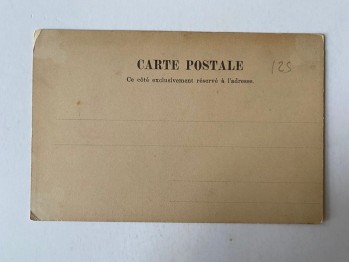 CARTE POSTALE
125
Ce côté exclusivement réservé à l'adresse.